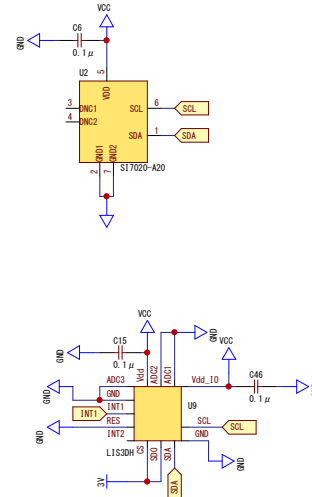 VCC
C6
GND
0.1μ
U2
5
VDD
3 DNC1 SCL 6 SCL
4 DNC2
SDA 1 SDA
GND1 GND2
2 7
SI7020-A20
VCC
C15
GND
0.1μ
GND
VCC
Vdd ADC2 ADC1
ADC3 Vdd_IO
C46
GND
0.1μ
GND
INT1 INT1
U9
RES SCL SCL
GND
INT2 GND
LIS3DH
CS SDO SDA
GND
3V
SDA